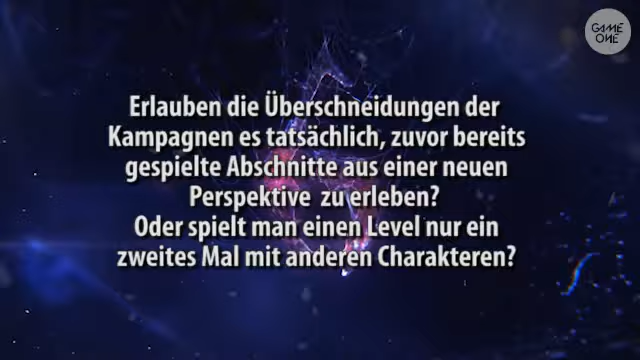 GAME
ONE
Erlauben die Überschneidungen der
Kampagnen es tatsächlich, zuvor bereits
gespielte Abschnitte aus einer neuen
Perspektive zu erleben?
Oder spielt man einen Level nur ein
zweites Mal mit anderen Charakteren?